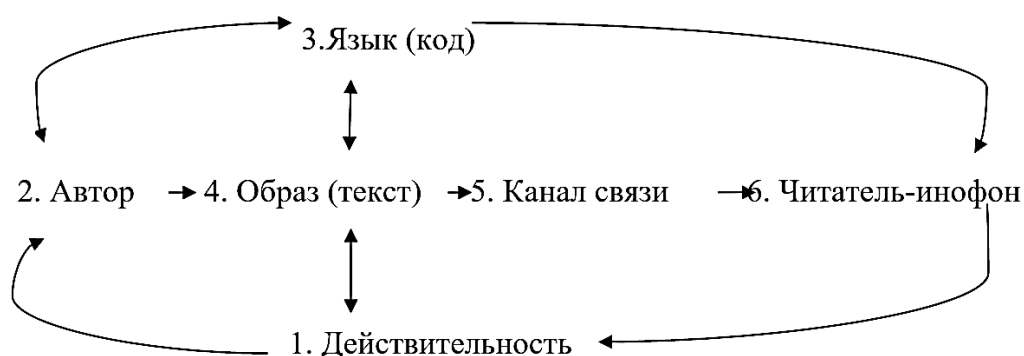 3.Язык (код)
2. Автор 4. Образ (текст) 5. Канал связи 6. Читатель-инофон
1. Действительность